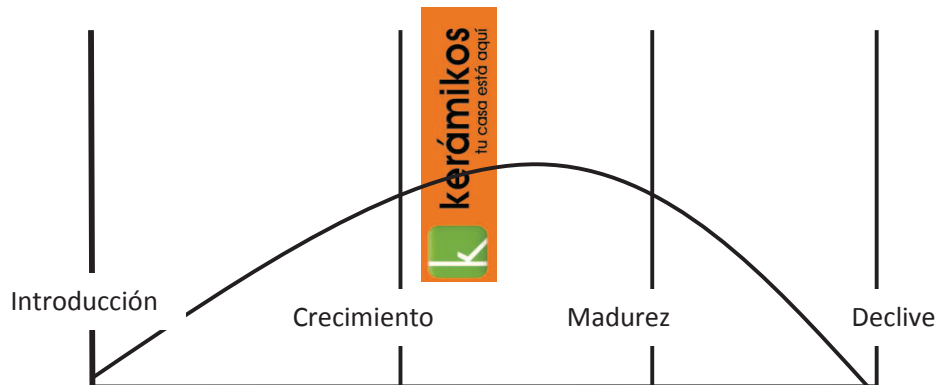 kerámikos
tu casa está aquí
k
Introducción
Crecimiento
Madurez
Declive